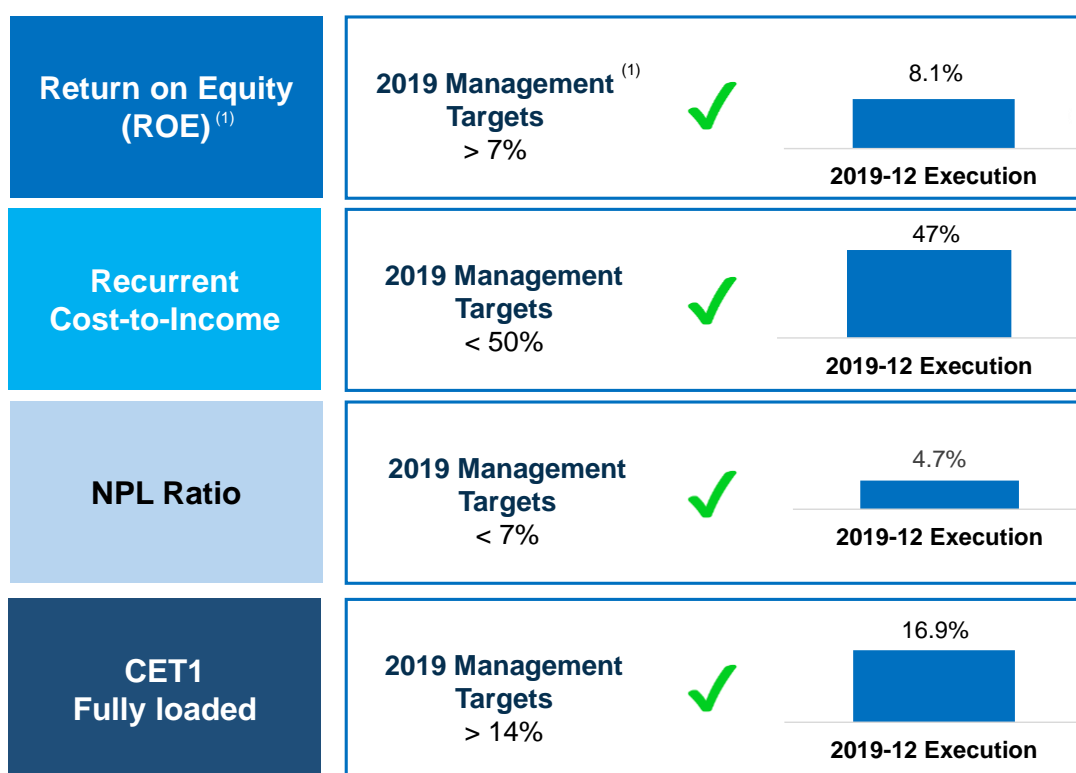 Return on Equity
(ROE) (1)
2019 Management (1)
Targets
> 7%
8.1%
2019-12 Execution
Recurrent
Cost-to-Income
2019 Management
Targets
< 50%
47%
2019-12 Execution
NPL Ratio
2019 Management
Targets
< 7%
4.7%
2019-12 Execution
CET1
Fully loaded
2019 Management
Targets
> 14%
16.9%
2019-12 Execution